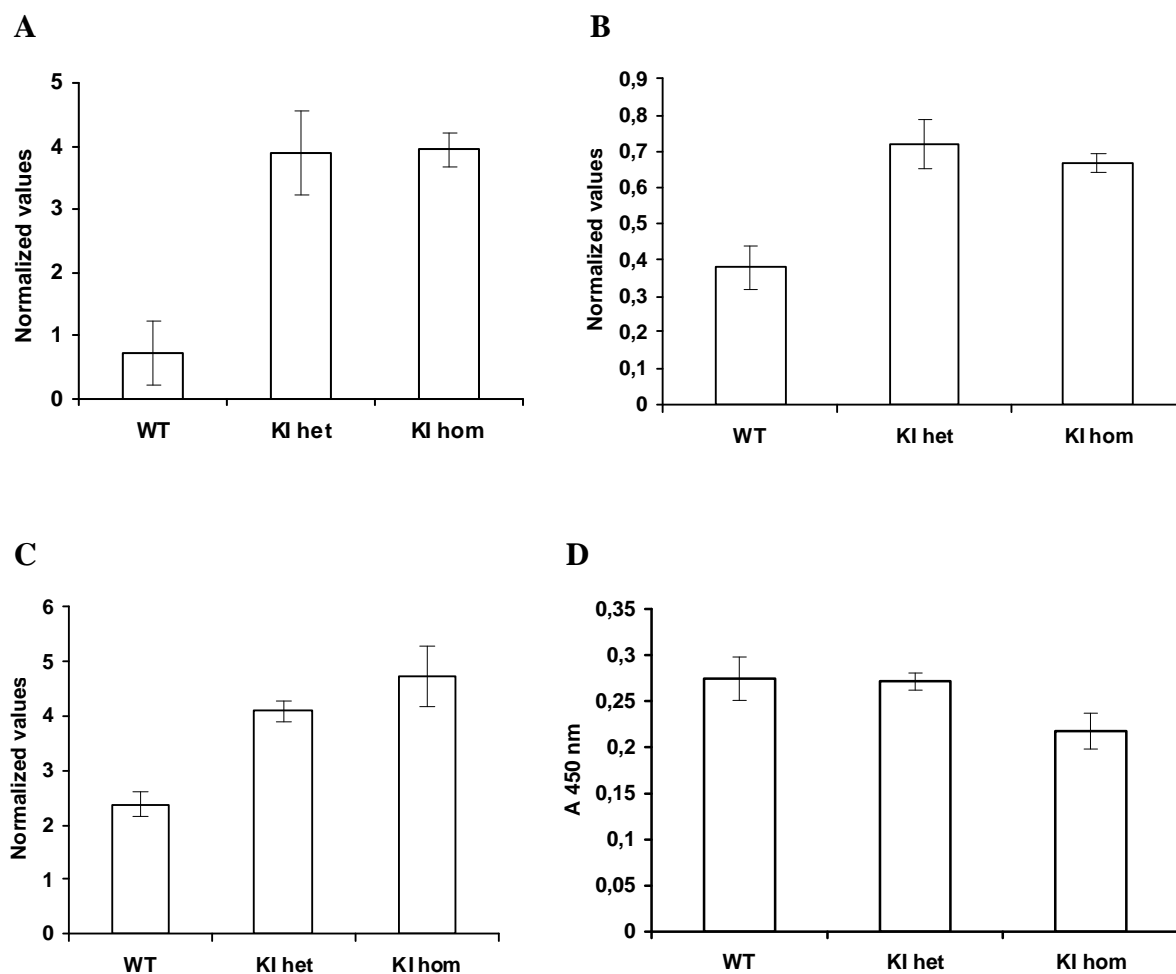 A
Normalized values
5
4
3
2
1
0
WT KI het KI hom
B
Normalized values
0,9
0,8
0,7
0,6
0,5
0,4
0,3
0,2
0,1
0
WT KI het KI hom
C
Normalized values
6
5
4
3
2
1
0
WT KI het KI hom
D
A 450 nm
0,35
0,3
0,25
0,2
0,15
0,1
0,05
0
WT KI het KI hom